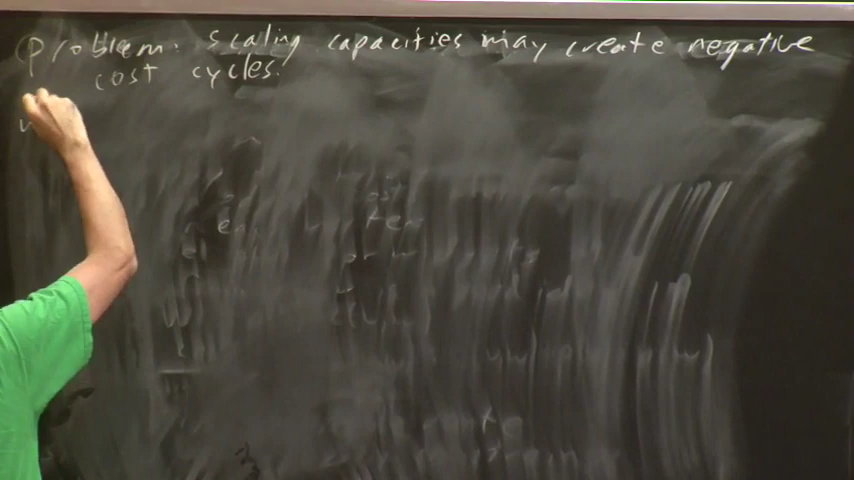 Problem: scaling capacities may create negative
cost cycles.